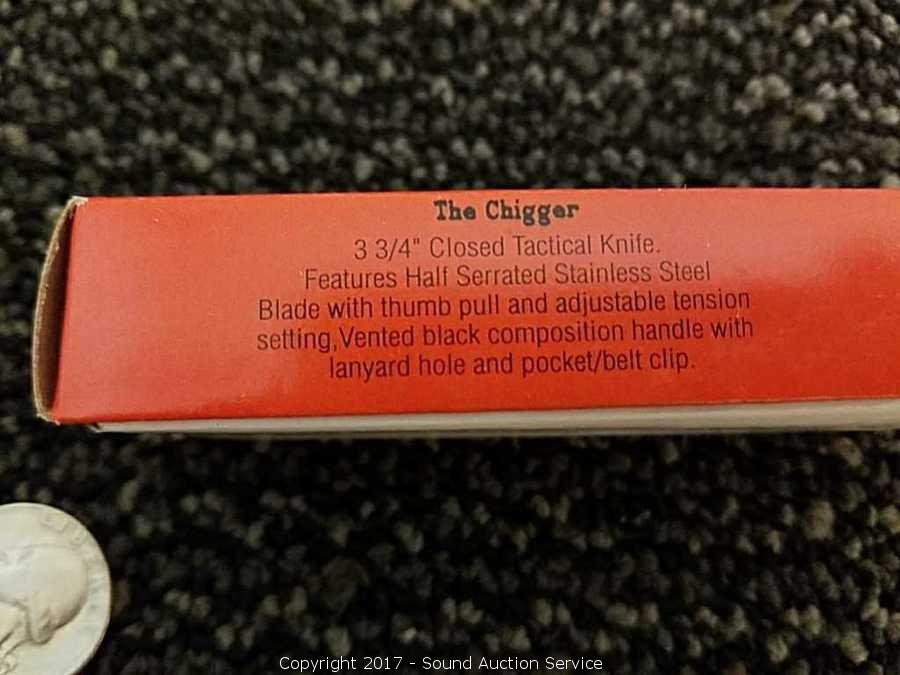 The Chigger
3 3/4" Closed Tactical Knife.
Features Half Serrated Stainless Steel
Blade with thumb pull and adjustable tension
setting,Vented black composition handle with
lanyard hole and pocket/belt clip.
Copyright 2017 - Sound Auction Service